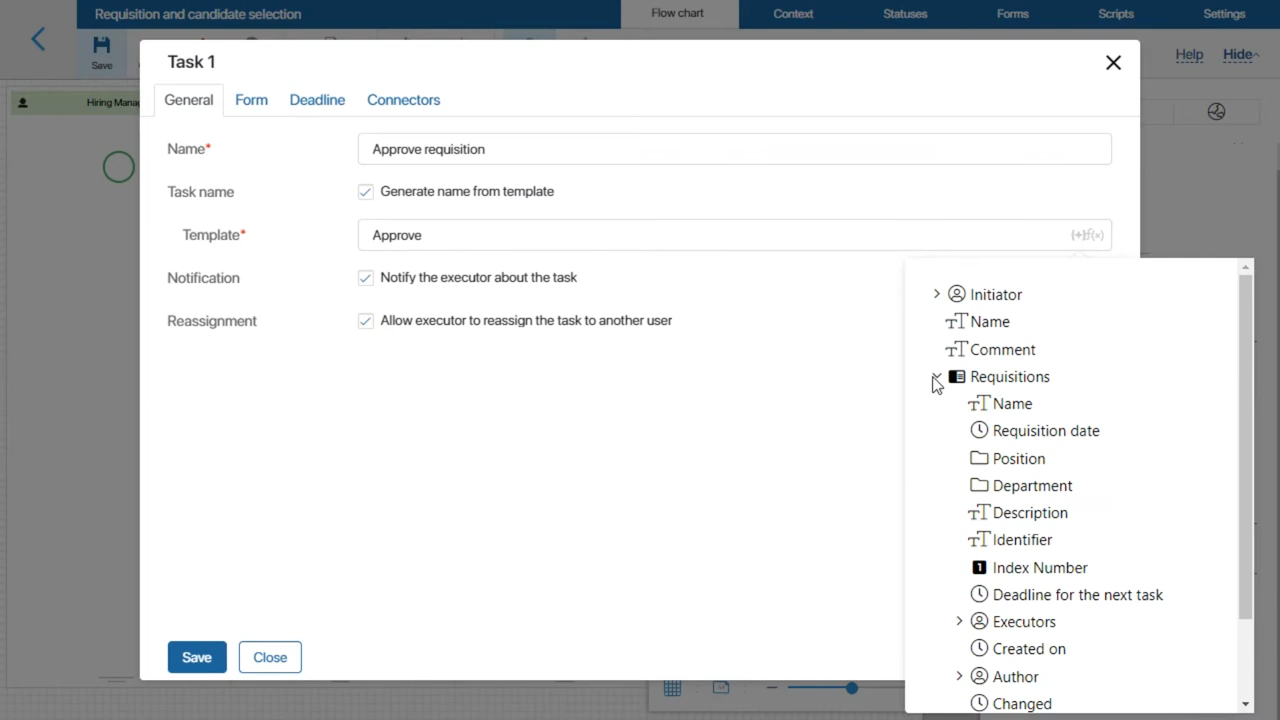 Requisition and candidate selection
Flow chart
Context
Statuses
Forms
Scripts
Settings
Save
Help
Hide
Hiring Mana
Task 1
General
Form
Deadline
Connectors
Name*
Approve requisition
Task name
Generate name from template
Template*
Approve
{+}f(x)
Notification
Notify the executor about the task
Reassignment
Allow executor to reassign the task to another user
Initiator
Name
Comment
Requisitions
Name
Requisition date
Position
Department
Description
Identifier
Index Number
Deadline for the next task
Executors
Created on
Author
Changed
Save
Close